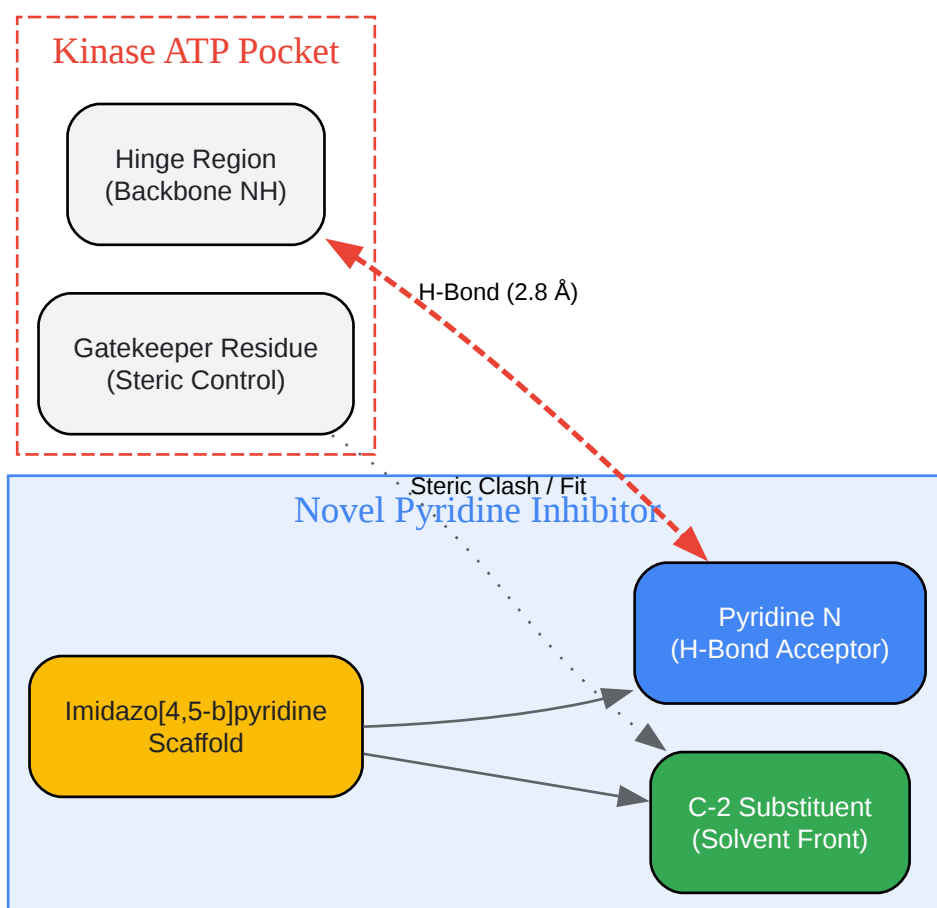 Kinase ATP Pocket
Hinge Region
(Backbone NH)
H-Bond (2.8 Å)
Gatekeeper Residue
(Steric Control)
Steric Clash / Fit
Novel Pyridine Inhibitor
Pyridine N
(H-Bond Acceptor)
Imidazo[4,5-b]pyridine
Scaffold
C-2 Substituent
(Solvent Front)